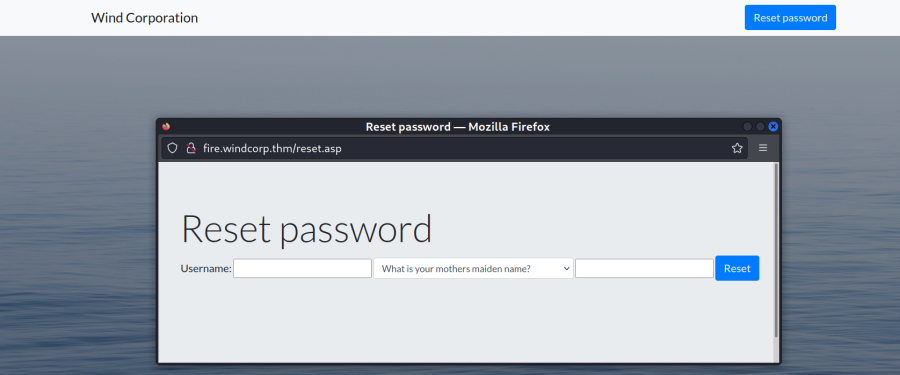 Wind Corporation Reset password
Reset password — Mozilla Firefox
fire.windcorp.thm/reset.asp
Reset password
Username: What is your mothers maiden name? Reset